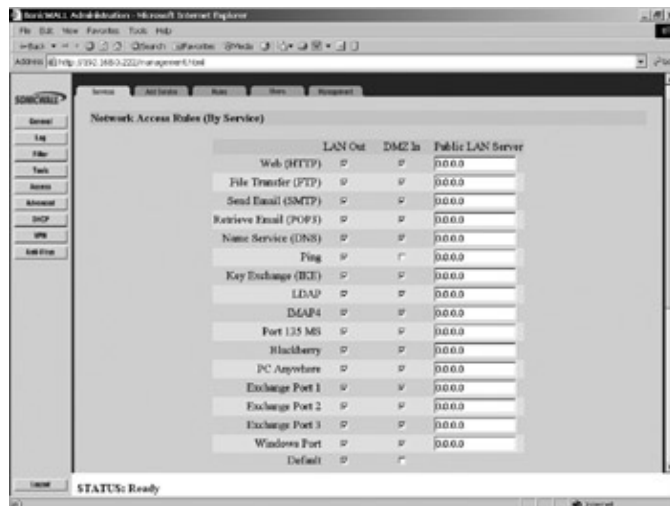 SonicWALL Administration - Microsoft Internet Explorer
File Edit View Favorites Tools Help
Back Search Favorites Media
Address
SONICWALL
Services Add Service Rules Users Management
General
Log
Filter
Tools
Access
Advanced
DHCP
VPN
Anti-Virus
Network Access Rules (By Service)
LAN Out DMZ In Public LAN Server
Web (HTTP) 0.0.0.0
File Transfer (FTP) 0.0.0.0
Send Email (SMTP) 0.0.0.0
Retrieve Email (POP3) 0.0.0.0
Name Service (DNS) 0.0.0.0
Ping 0.0.0.0
Key Exchange (IKE) 0.0.0.0
LDAP 0.0.0.0
IMAP4 0.0.0.0
Port 135 MS 0.0.0.0
Blackberry 0.0.0.0
PC Anywhere 0.0.0.0
Exchange Port 1 0.0.0.0
Exchange Port 2 0.0.0.0
Exchange Port 3 0.0.0.0
Windows Port 0.0.0.0
Default
Logout
STATUS: Ready
Internet